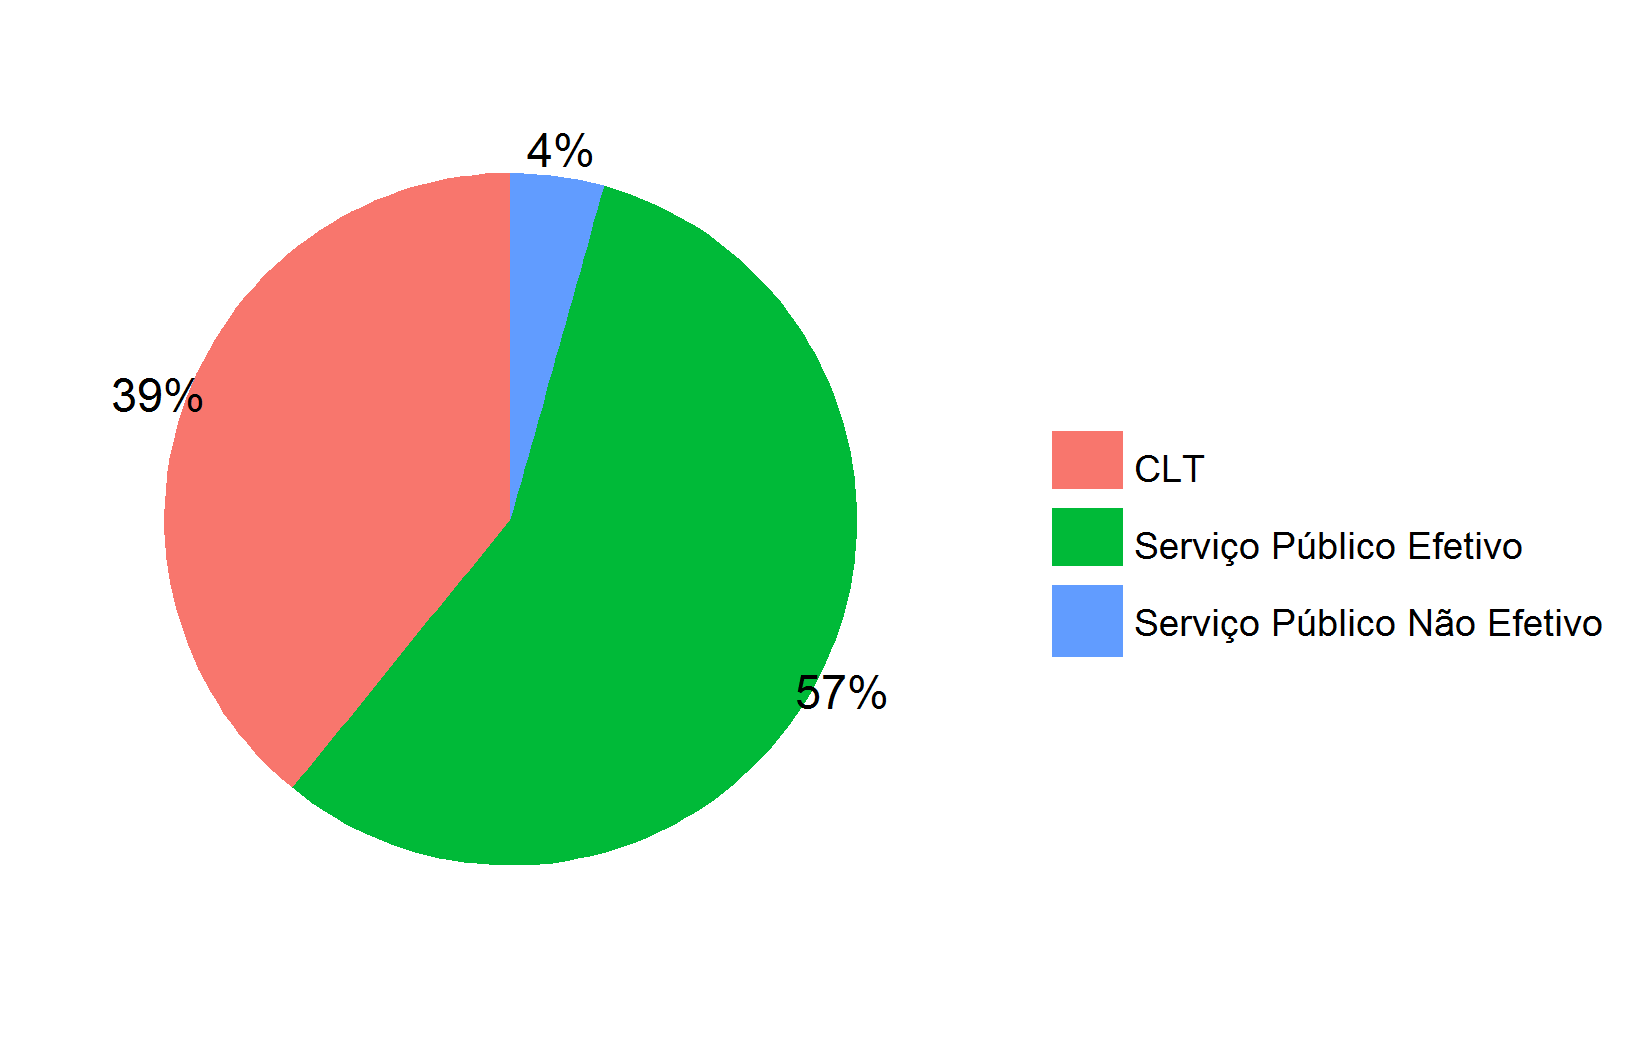 4%
39%
57%
CLT
Serviço Público Efetivo
Serviço Público Não Efetivo